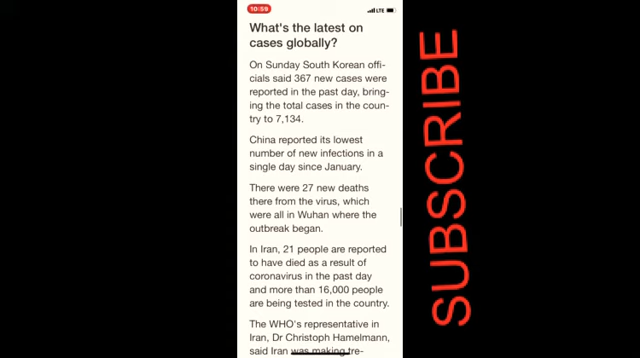 10:59
LTE
What's the latest on
cases globally?
On Sunday South Korean offi-
cials said 367 new cases were
reported in the past day, bring-
ing the total cases in the coun-
try to 7,134.
China reported its lowest
number of new infections in a
single day since January.
There were 27 new deaths
there from the virus, which
were all in Wuhan where the
outbreak began.
In Iran, 21 people are reported
to have died as a result of
coronavirus in the past day
and more than 16,000 people
are being tested in the country.
The WHO's representative in
Iran, Dr Christoph Hamelmann,
said Iran was making tre-
SUBSCRIBE